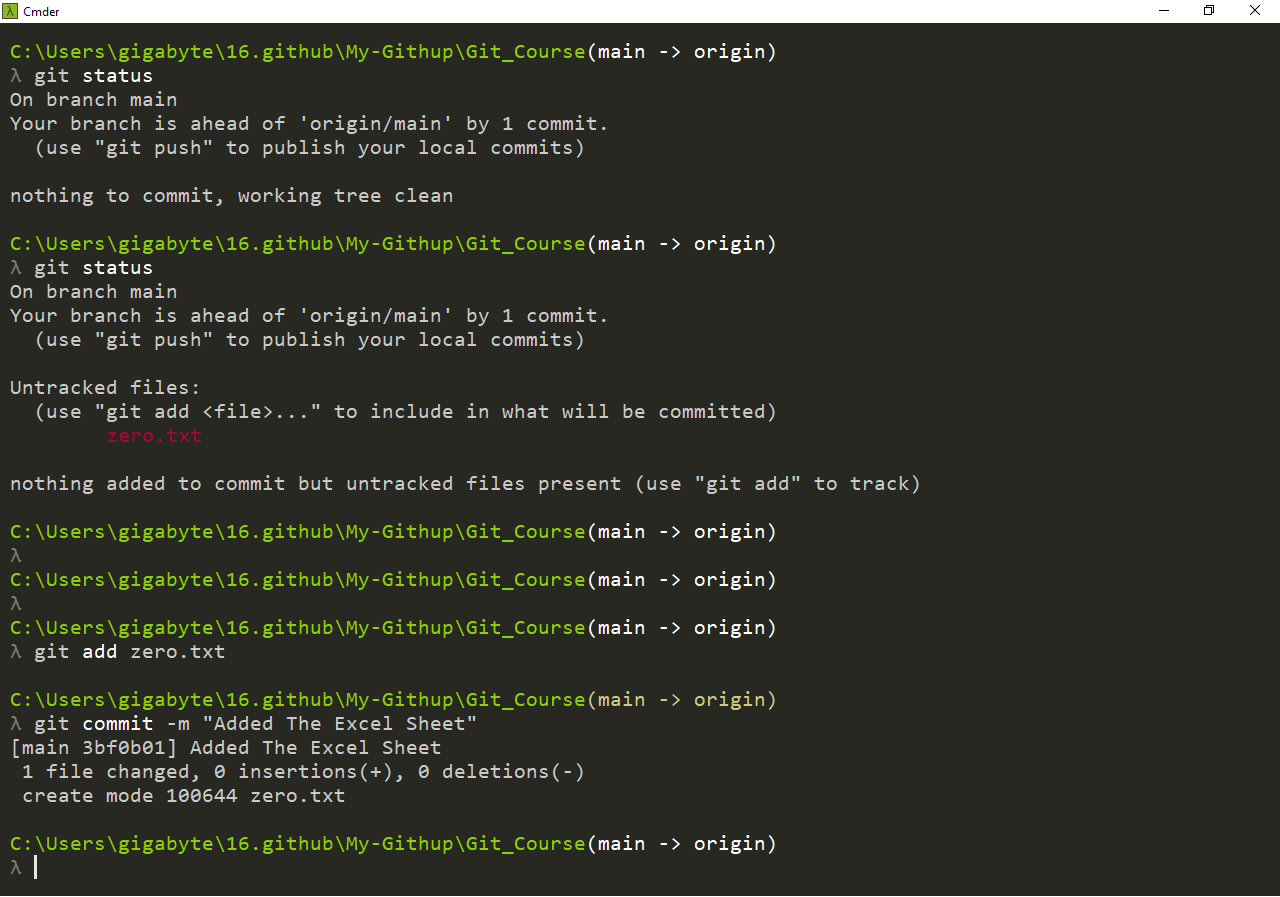 λ Cmder
C:\Users\gigabyte\16.github\My-Githup\Git_Course(main -> origin)
λ git status
On branch main
Your branch is ahead of 'origin/main' by 1 commit.
  (use "git push" to publish your local commits)
nothing to commit, working tree clean
C:\Users\gigabyte\16.github\My-Githup\Git_Course(main -> origin)
λ git status
On branch main
Your branch is ahead of 'origin/main' by 1 commit.
  (use "git push" to publish your local commits)
Untracked files:
  (use "git add <file>..." to include in what will be committed)
        zero.txt
nothing added to commit but untracked files present (use "git add" to track)
C:\Users\gigabyte\16.github\My-Githup\Git_Course(main -> origin)
λ
C:\Users\gigabyte\16.github\My-Githup\Git_Course(main -> origin)
λ
C:\Users\gigabyte\16.github\My-Githup\Git_Course(main -> origin)
λ git add zero.txt
C:\Users\gigabyte\16.github\My-Githup\Git_Course(main -> origin)
λ git commit -m "Added The Excel Sheet"
[main 3bf0b01] Added The Excel Sheet
 1 file changed, 0 insertions(+), 0 deletions(-)
 create mode 100644 zero.txt
C:\Users\gigabyte\16.github\My-Githup\Git_Course(main -> origin)
λ